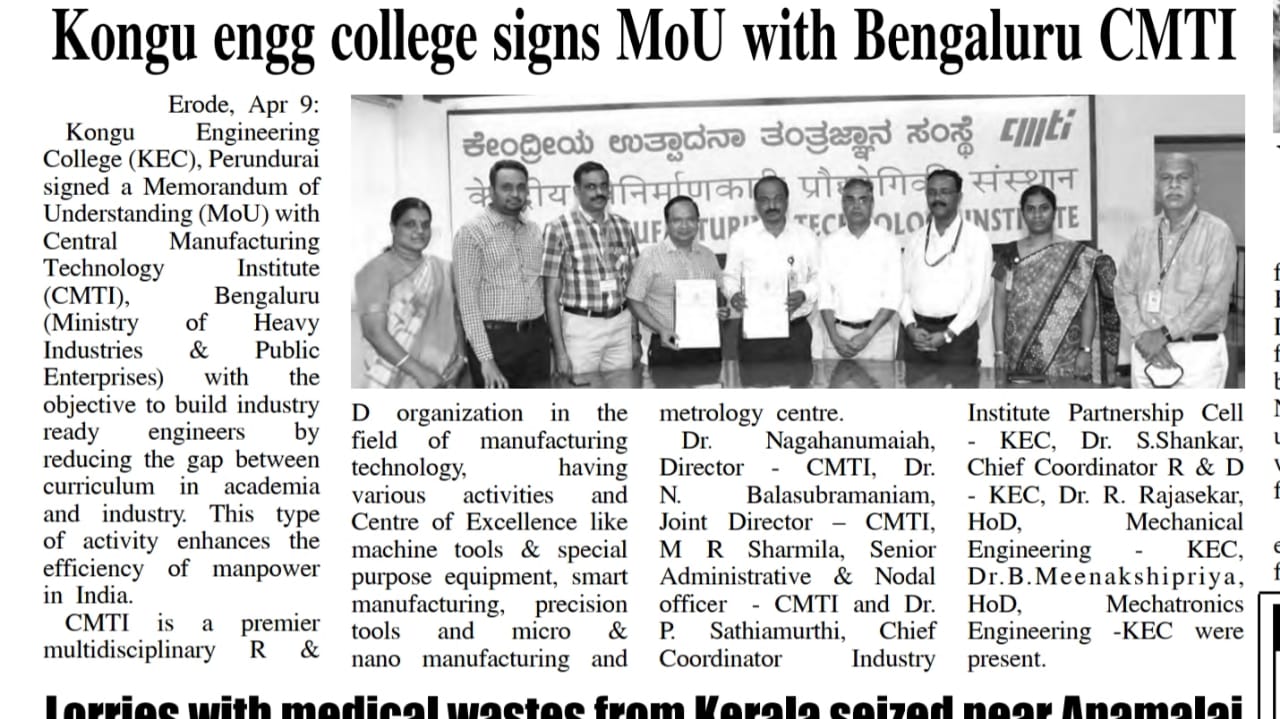 Kongu engg college signs MoU with Bengaluru CMTI
Erode, Apr 9:
Kongu Engineering
College (KEC), Perundurai
signed a Memorandum of
Understanding (MoU) with
Central Manufacturing
Technology Institute
(CMTI), Bengaluru
(Ministry of Heavy
Industries & Public
Enterprises) with the
objective to build industry
ready engineers by
reducing the gap between
curriculum in academia
and industry. This type
of activity enhances the
efficiency of manpower
in India.
CMTI is a premier
multidisciplinary R &
ಕೇಂದ್ರೀಯ ಉತ್ಪಾದನಾ ತಂತ್ರಜ್ಞಾನ ಸಂಸ್ಥೆ cmti
संस्थान
D organization in the
field of manufacturing
technology, having
various activities and
Centre of Excellence like
machine tools & special
purpose equipment, smart
manufacturing, precision
tools and micro &
nano manufacturing and
metrology centre.
Dr. Nagahanumaiah,
Director - CMTI, Dr.
N. Balasubramaniam,
Joint Director – CMTI,
M R Sharmila, Senior
Administrative & Nodal
officer - CMTI and Dr.
P. Sathiamurthi, Chief
Coordinator Industry
Institute Partnership Cell
- KEC, Dr. S.Shankar,
Chief Coordinator R & D
- KEC, Dr. R. Rajasekar,
HoD, Mechanical
Engineering - KEC,
Dr.B.Meenakshipriya,
HoD, Mechatronics
Engineering -KEC were
present.
Lorries with medical wastes from Kerala seized near Anamalai